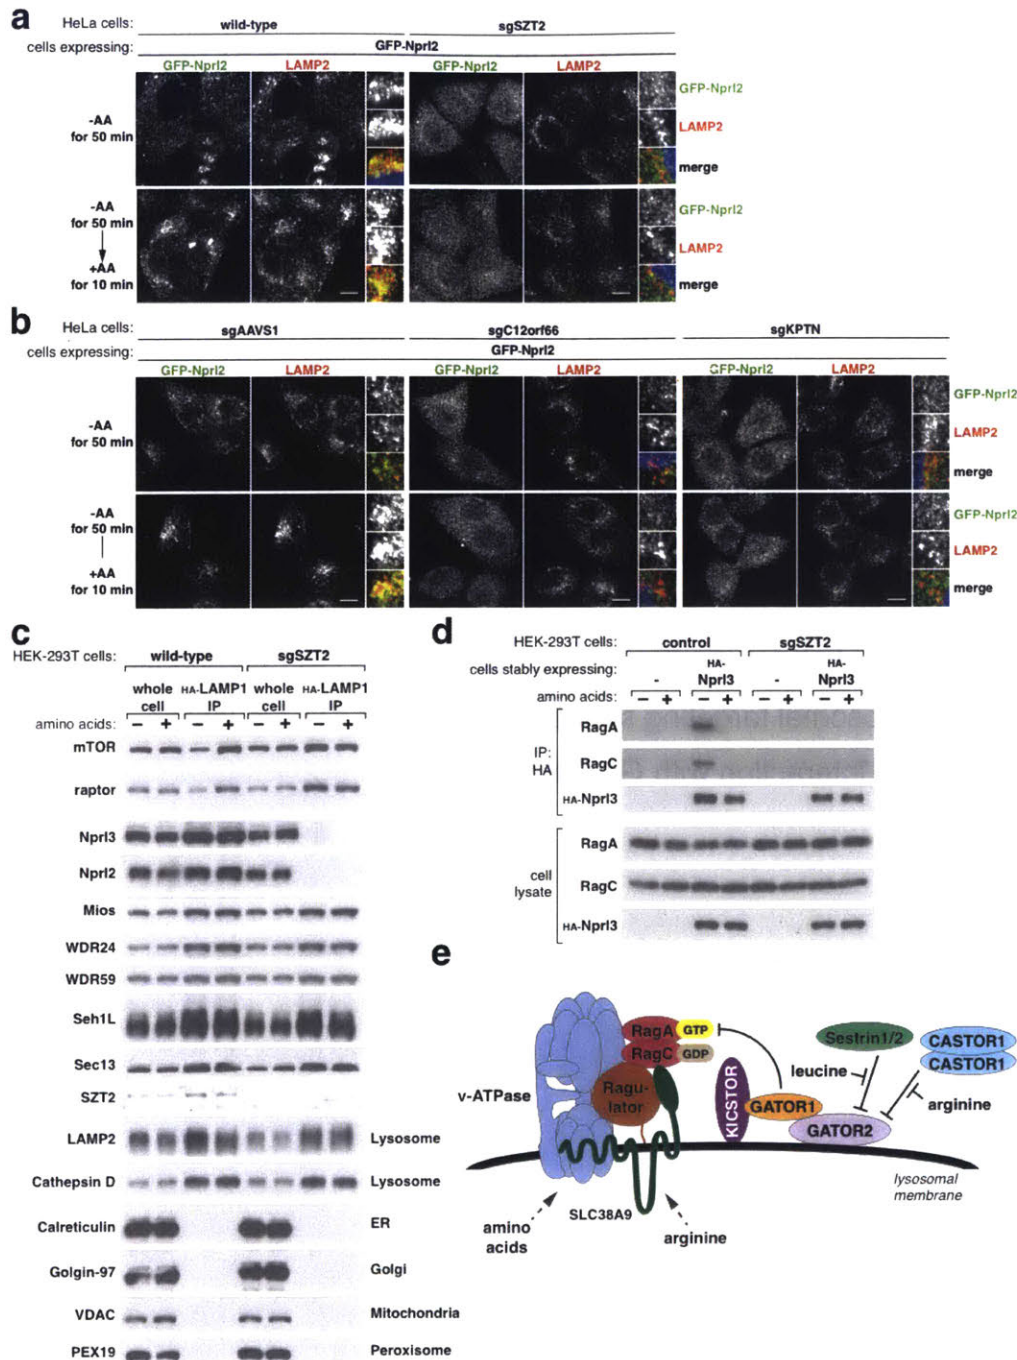 a
HeLa cells: wild-type sgSZT2
cells expressing: GFP-Nprl2
GFP-Nprl2 LAMP2 GFP-Nprl2 LAMP2
-AA
for 50 min
GFP-Nprl2
LAMP2
merge
-AA
for 50 min
+AA
for 10 min
GFP-Nprl2
LAMP2
merge
b
HeLa cells: sgAAVS1 sgC12orf66 sgKPTN
cells expressing: GFP-Nprl2
GFP-Nprl2 LAMP2 GFP-Nprl2 LAMP2 GFP-Nprl2 LAMP2
-AA
for 50 min
GFP-Nprl2
LAMP2
merge
-AA
for 50 min
+AA
for 10 min
GFP-Nprl2
LAMP2
merge
c
HEK-293T cells: wild-type sgSZT2
whole cell HA-LAMP1 IP whole cell HA-LAMP1 IP
amino acids: - + - + - + - +
mTOR
raptor
Nprl3
Nprl2
Mios
WDR24
WDR59
Seh1L
Sec13
SZT2
LAMP2 Lysosome
Cathepsin D Lysosome
Calreticulin ER
Golgin-97 Golgi
VDAC Mitochondria
PEX19 Peroxisome
d
HEK-293T cells: control sgSZT2
cells stably expressing: - HA-Nprl3 - HA-Nprl3
amino acids: - + - + - + - +
IP: HA
RagA
RagC
HA-Nprl3
cell lysate
RagA
RagC
HA-Nprl3
e
RagA GTP
RagC GDP
Ragu-
lator
v-ATPase
KICSTOR
GATOR1
GATOR2
Sestrin1/2
CASTOR1
CASTOR1
leucine
arginine
lysosomal
membrane
SLC38A9
amino
acids
arginine